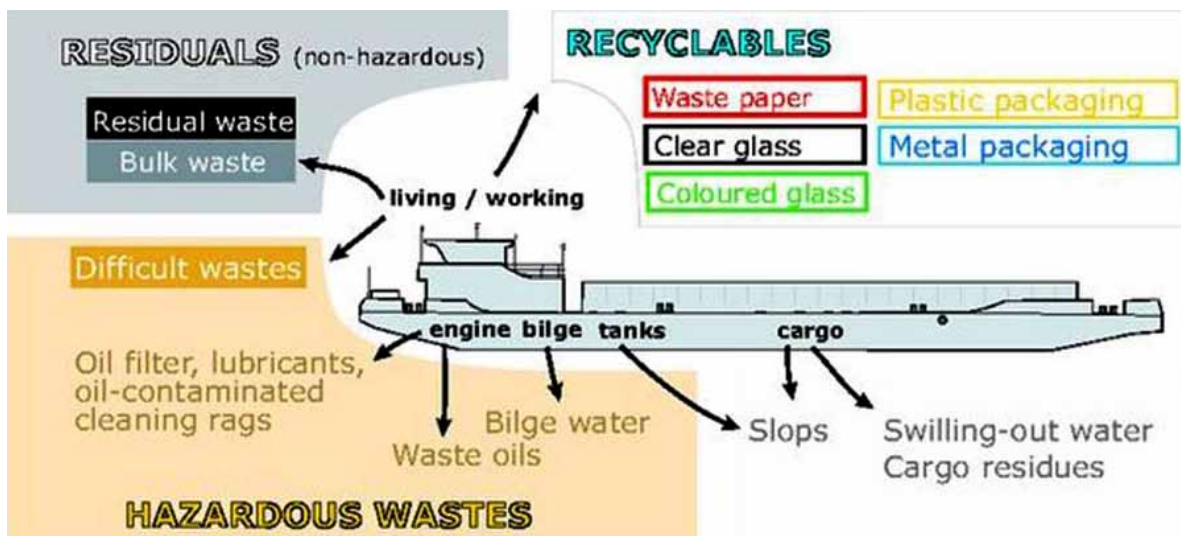 RESIDUALS (non-hazardous)
Residual waste
Bulk waste
RECYCLABLES
Waste paper
Plastic packaging
Clear glass
Metal packaging
Coloured glass
living / working
Difficult wastes
engine bilge tanks cargo
Oil filter, lubricants,
oil-contaminated
cleaning rags
Waste oils
Bilge water
Slops
Swilling-out water
Cargo residues
HAZARDOUS WASTES